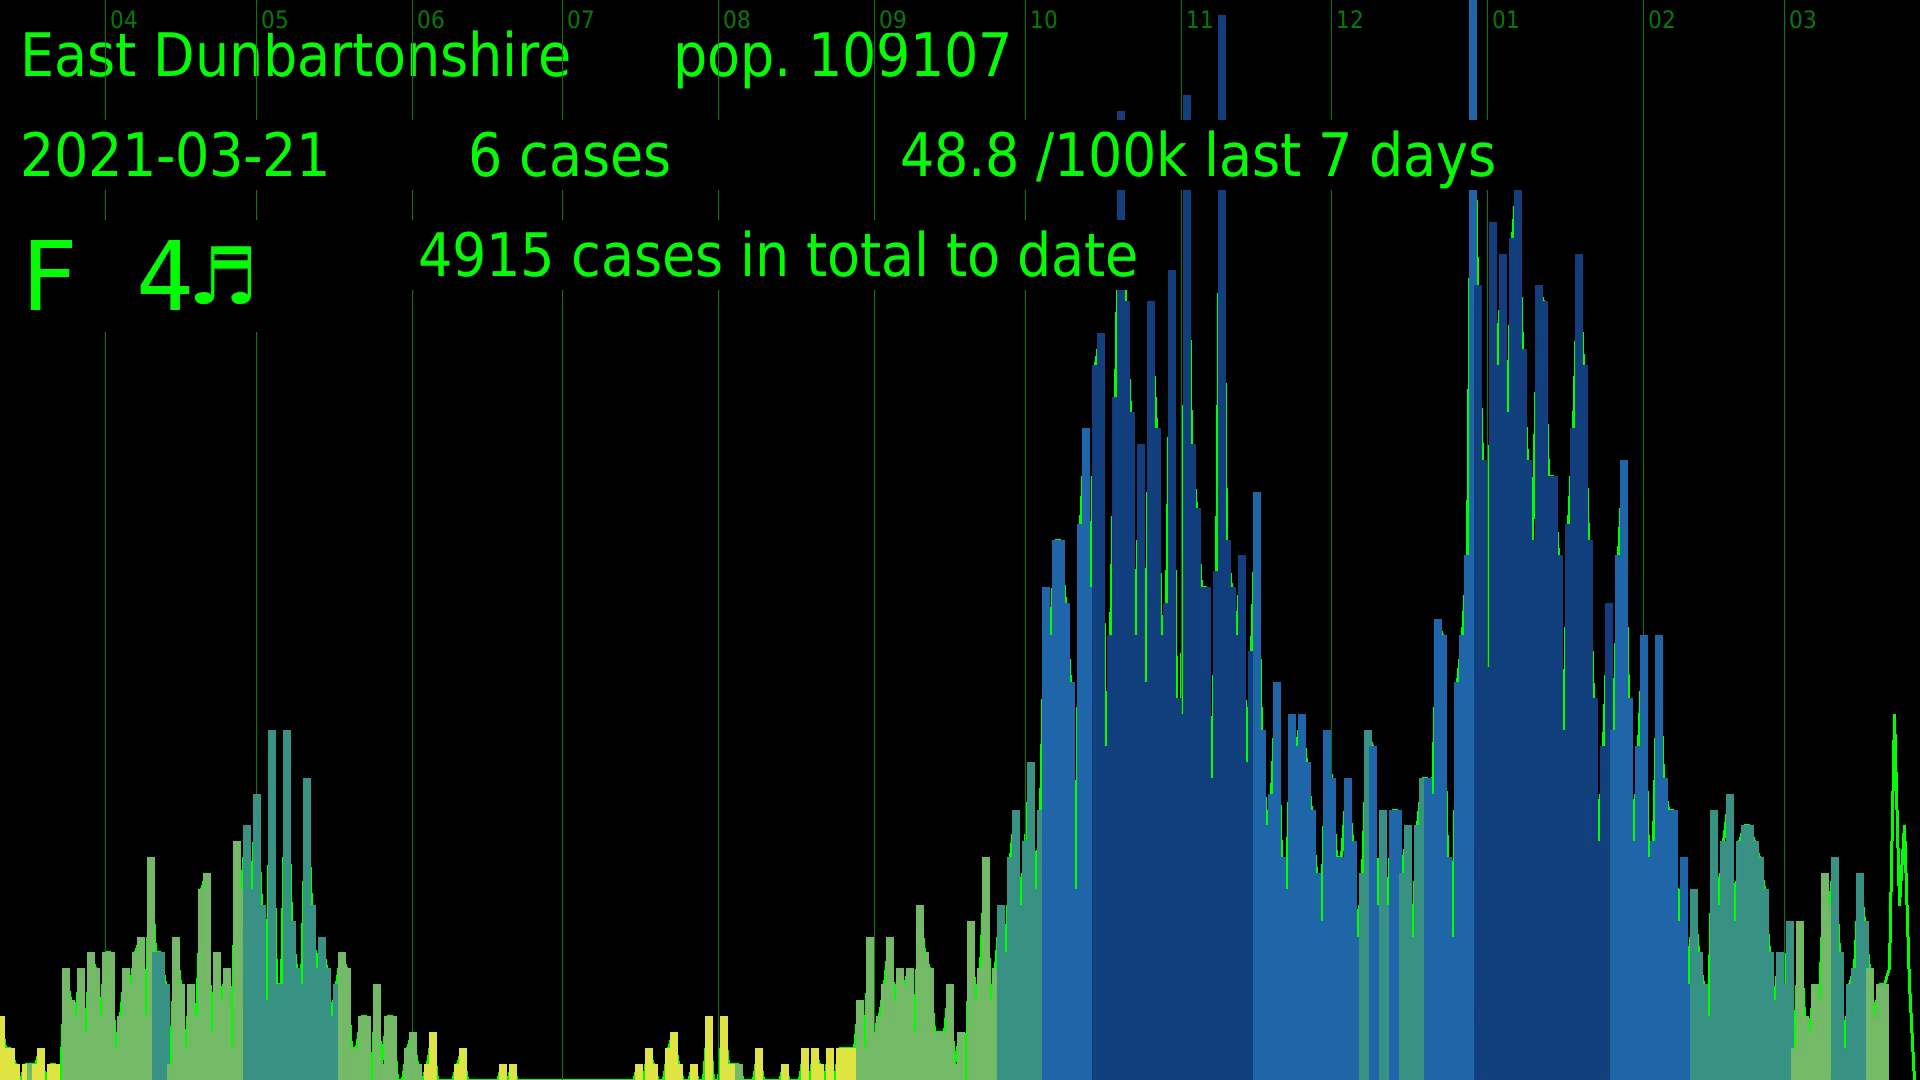 04 05 06 07 08 09 10 11 12 01 02 03
East Dunbartonshire pop. 109107
2021-03-21 6 cases 48.8 /100k last 7 days
F 4♬ 4915 cases in total to date